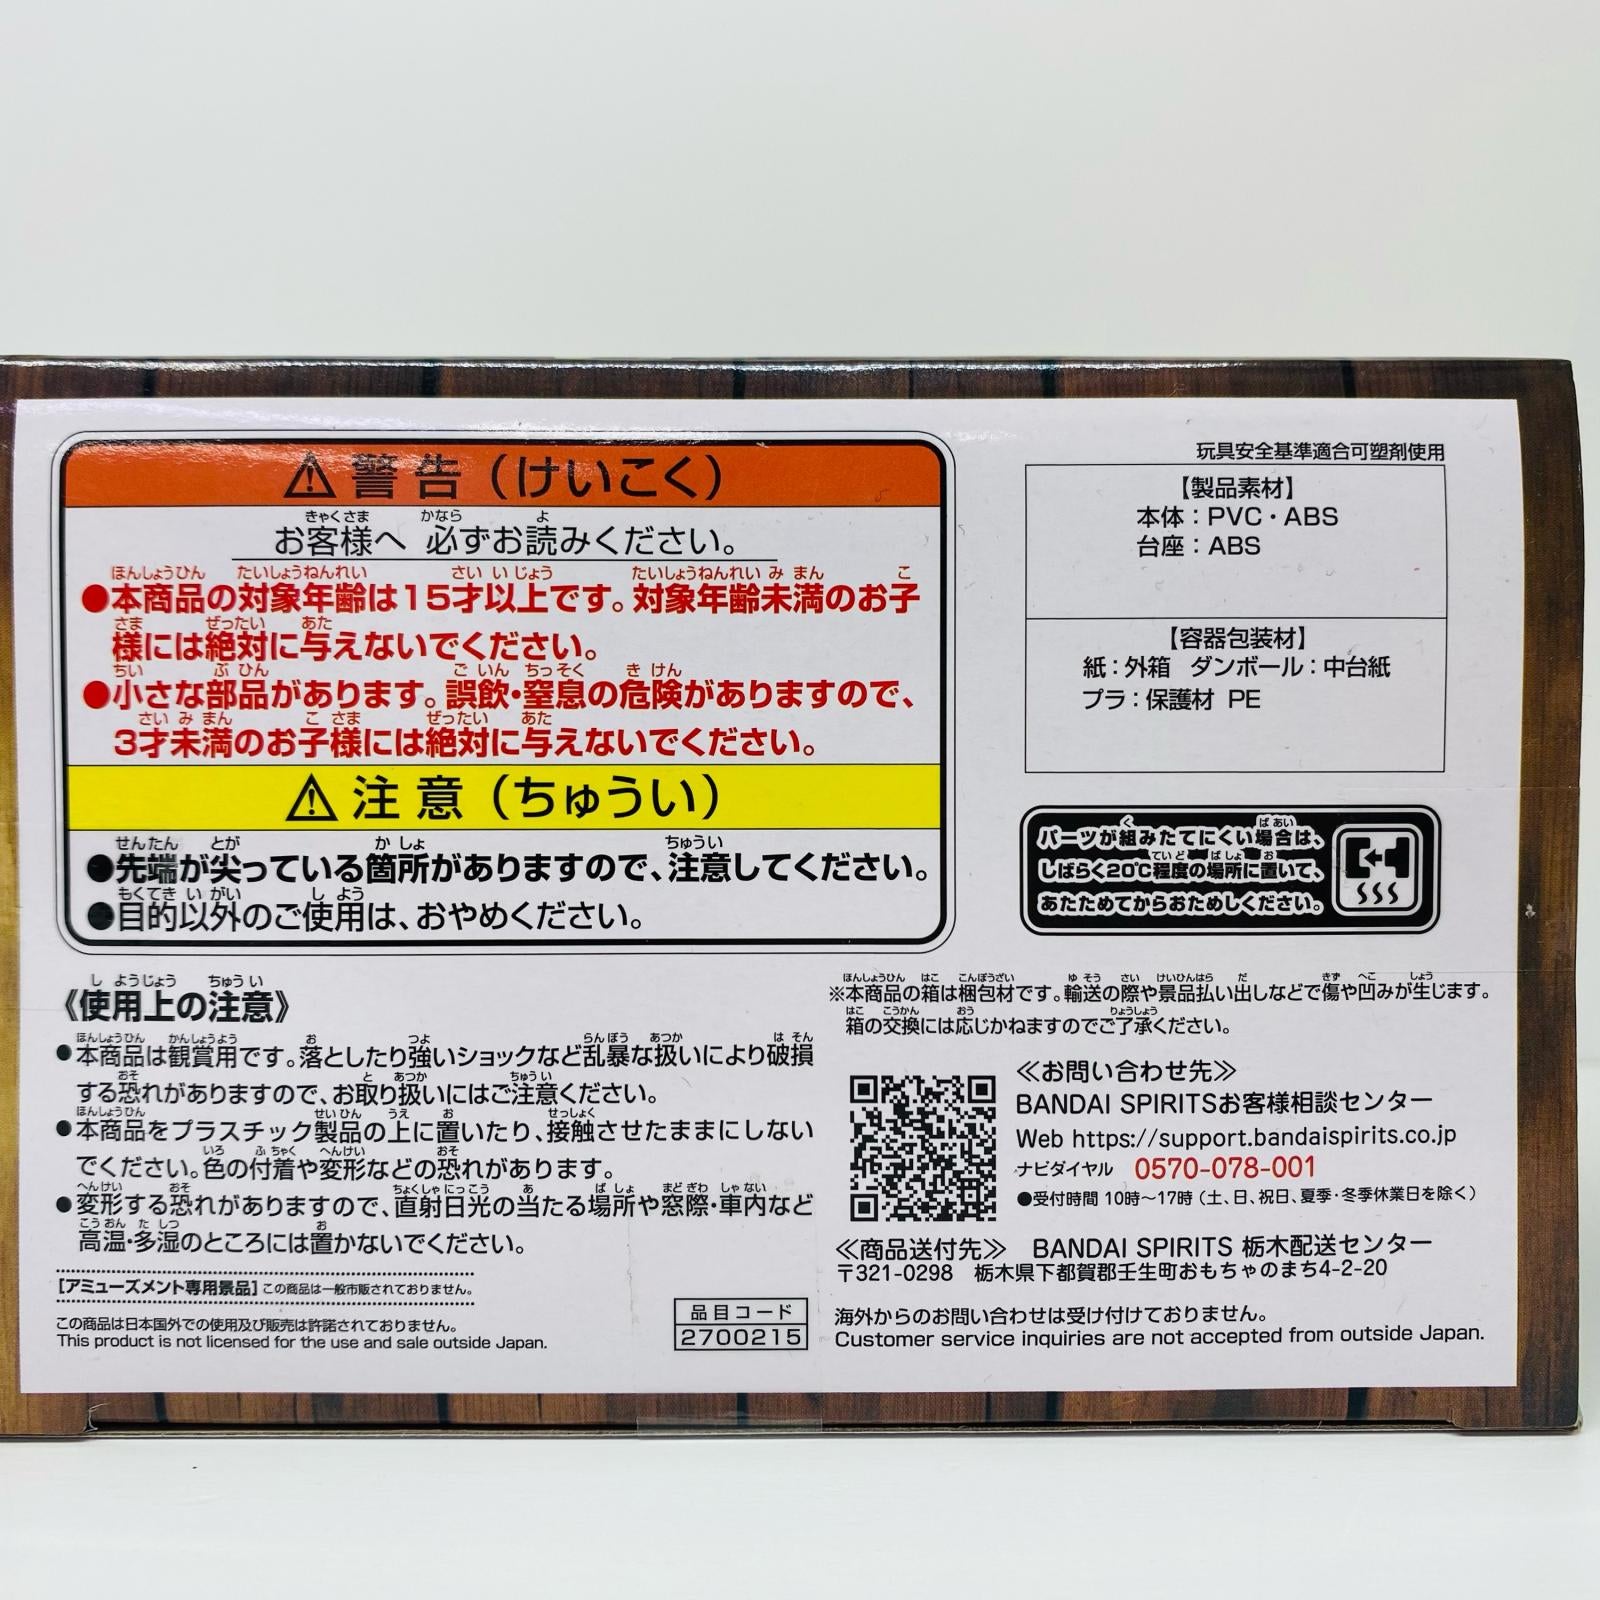 ⚠警告（けいこく）
お客様へ 必ずお読みください。
●本商品の対象年齢は15才以上です。対象年齢未満のお子
様には絶対に与えないでください。
●小さな部品があります。誤飲・窒息の危険がありますので、
3才未満のお子様には絶対に与えないでください。
⚠注意（ちゅうい）
●先端が尖っている箇所がありますので、注意してください。
●目的以外のご使用は、おやめください。
《使用上の注意》
●本商品は観賞用です。落としたり強いショックなど乱暴な扱いにより破損
する恐れがありますので、お取り扱いにはご注意ください。
●本商品をプラスチック製品の上に置いたり、接触させたままにしない
でください。色の付着や変形などの恐れがあります。
●変形する恐れがありますので、直射日光の当たる場所や窓際・車内など
高温・多湿のところには置かないでください。
[アミューズメント専用景品] この商品は一般市販されておりません。
この商品は日本国外での使用及び販売は許諾されておりません。
This product is not licensed for the use and sale outside Japan.
品目コード
2700215
玩具安全基準適合可塑剤使用
【製品素材】
本体：PVC・ABS
台座：ABS
【容器包装材】
紙：外箱 ダンボール：中台紙
プラ：保護材 PE
パーツが組みたてにくい場合は、
しばらく20℃程度の場所に置いて、
あたためてからおためしください。
※本商品の箱は梱包材です。輸送の際や景品払い出しなどで傷や凹みが生じます。
箱の交換には応じかねますのでご了承ください。
≪お問い合わせ先≫
BANDAI SPIRITSお客様相談センター
Web https://support.bandaispirits.co.jp
ナビダイヤル 0570-078-001
●受付時間 10時～17時（土、日、祝日、夏季・冬季休業日を除く）
≪商品送付先≫ BANDAI SPIRITS 栃木配送センター
〒321-0298 栃木県下都賀郡壬生町おもちゃのまち4-2-20
海外からのお問い合わせは受け付けておりません。
Customer service inquiries are not accepted from outside Japan.